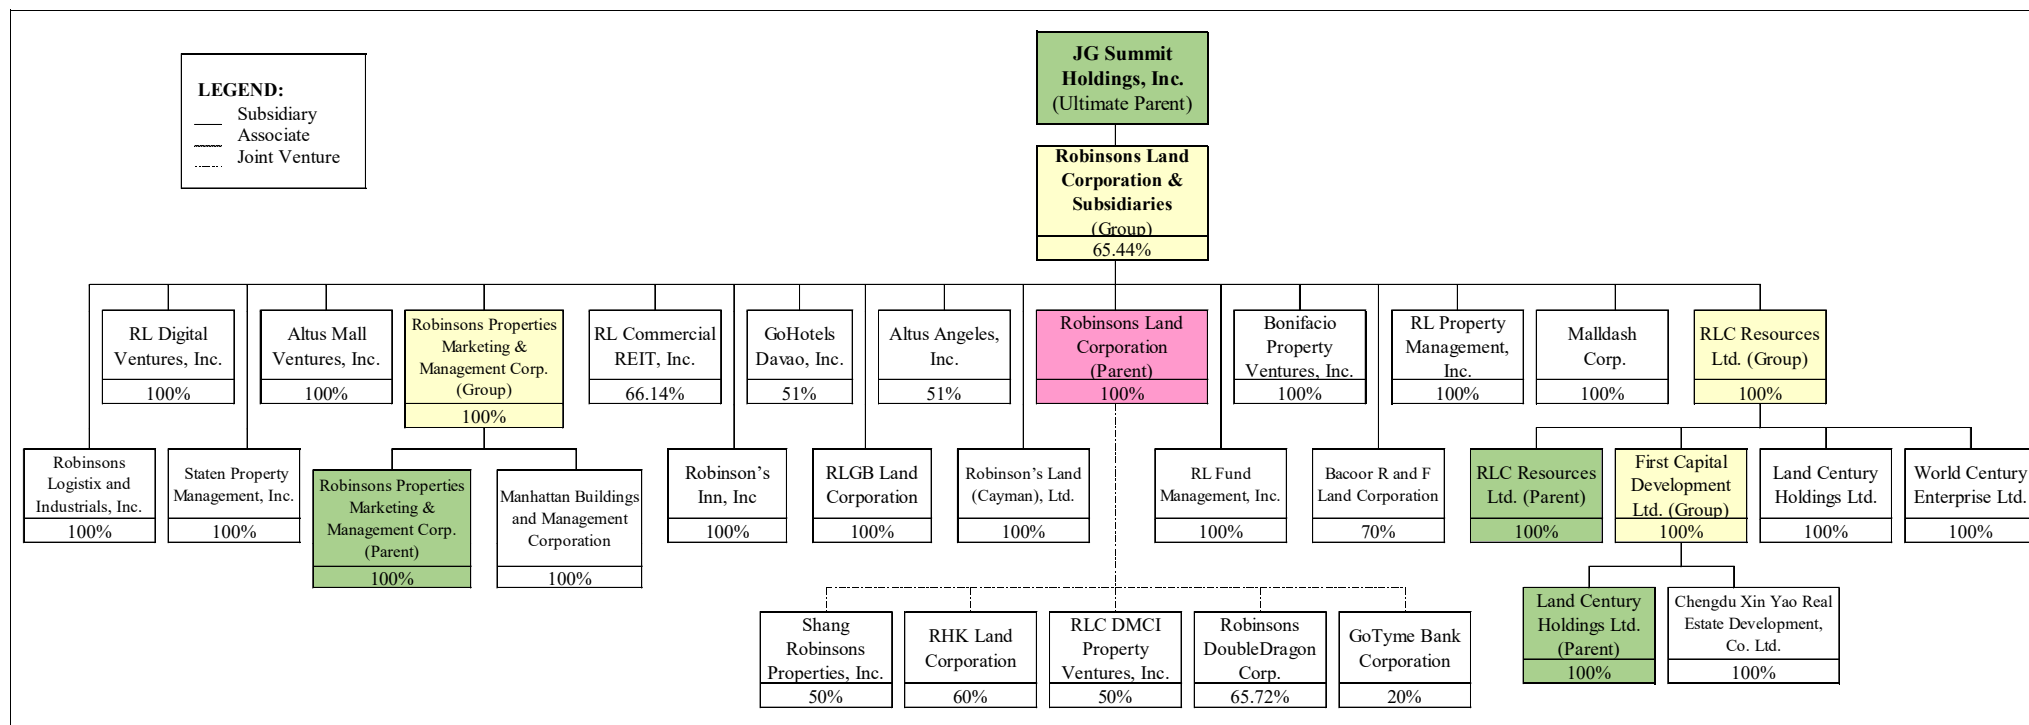 JG Summit
Holdings, Inc.
(Ultimate Parent)
LEGEND:
Subsidiary
Associate
Joint Venture
Robinsons Land
Corporation &
Subsidiaries
(Group)
65.44%
RL Digital
Ventures, Inc.
100%
Altus Mall
Ventures, Inc.
100%
Robinsons Properties
Marketing &
Management Corp.
(Group)
100%
RL Commercial
REIT, Inc.
66.14%
GoHotels
Davao, Inc.
51%
Altus Angeles,
Inc.
51%
Robinsons Land
Corporation
(Parent)
100%
Bonifacio
Property
Ventures, Inc.
100%
RL Property
Management,
Inc.
100%
Malldash
Corp.
100%
RLC Resources
Ltd. (Group)
100%
Robinsons
Logistix and
Industrials, Inc.
100%
Staten Property
Management, Inc.
100%
Robinsons Properties
Marketing &
Management Corp.
(Parent)
100%
Manhattan Buildings
and Management
Corporation
100%
Robinson’s
Inn, Inc
100%
RLGB Land
Corporation
100%
Robinson’s Land
(Cayman), Ltd.
100%
RL Fund
Management, Inc.
100%
Bacoor R and F
Land Corporation
70%
RLC Resources
Ltd. (Parent)
100%
First Capital
Development
Ltd. (Group)
100%
Land Century
Holdings Ltd.
100%
World Century
Enterprise Ltd.
100%
Shang
Robinsons
Properties, Inc.
50%
RHK Land
Corporation
60%
RLC DMCI
Property
Ventures, Inc.
50%
Robinsons
DoubleDragon
Corp.
65.72%
GoTyme Bank
Corporation
20%
Land Century
Holdings Ltd.
(Parent)
100%
Chengdu Xin Yao Real
Estate Development,
Co. Ltd.
100%